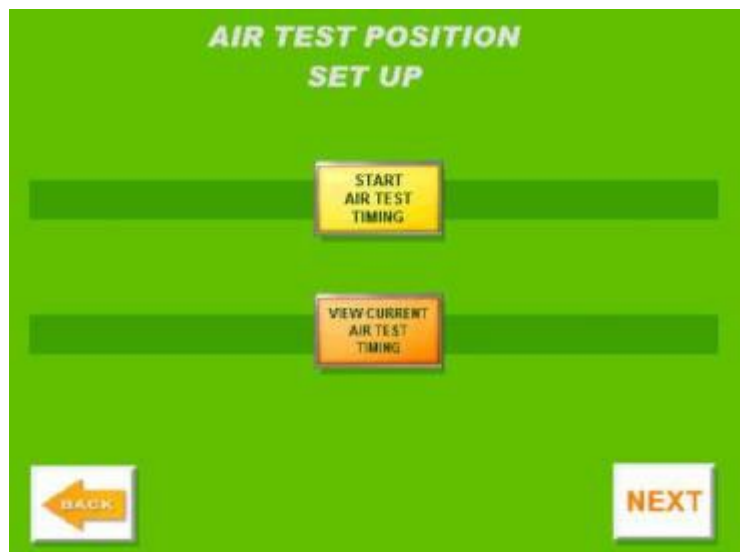 AIR TEST POSITION
SET UP
START
AIR TEST
TIMING
VIEW CURRENT
AIR TEST
TIMING
BACK
NEXT